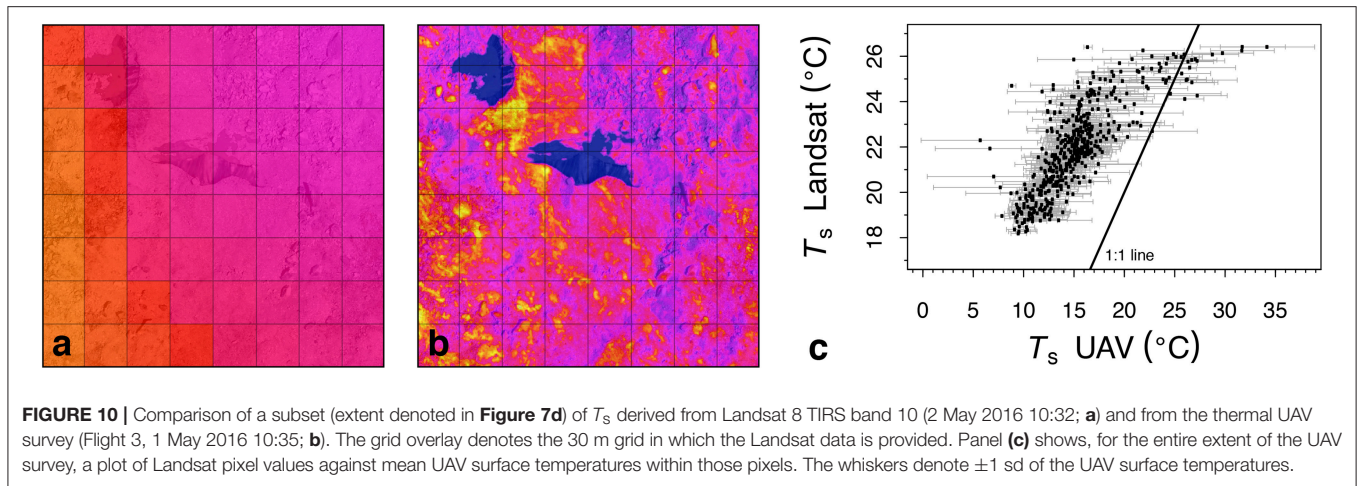 a
b
c
T_s Landsat (°C)
26
24
22
20
18
1:1 line
0 5 10 15 20 25 30 35
T_s UAV (°C)
FIGURE 10 | Comparison of a subset (extent denoted in Figure 7d) of T_s derived from Landsat 8 TIRS band 10 (2 May 2016 10:32; a) and from the thermal UAV
survey (Flight 3, 1 May 2016 10:35; b). The grid overlay denotes the 30 m grid in which the Landsat data is provided. Panel (c) shows, for the entire extent of the UAV
survey, a plot of Landsat pixel values against mean UAV surface temperatures within those pixels. The whiskers denote ±1 sd of the UAV surface temperatures.